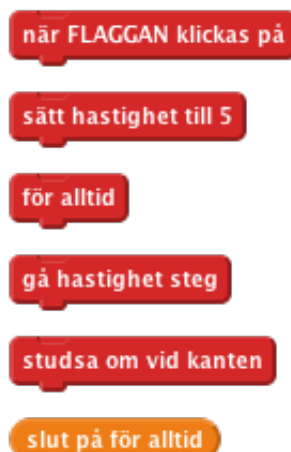 när FLAGGAN klickas på
sätt hastighet till 5
för alltid
gå hastighet steg
studsa om vid kanten
slut på för alltid